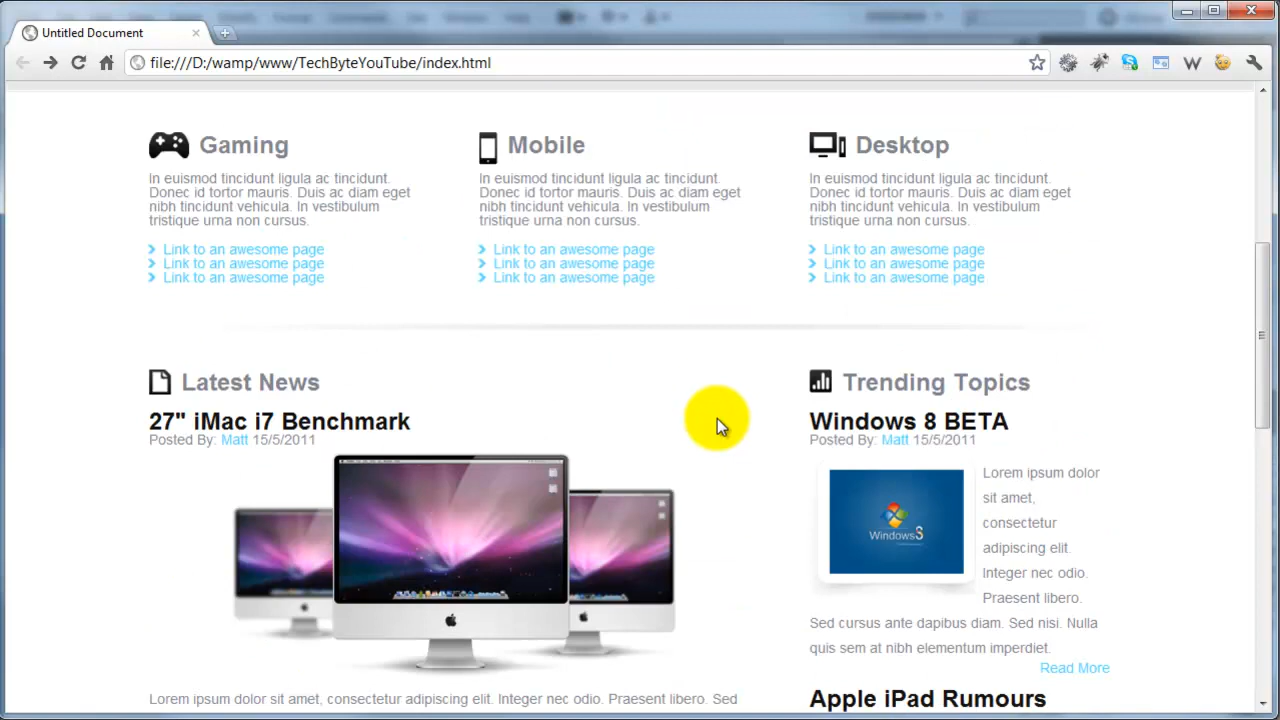 Untitled Document
file:///D:/wamp/www/TechByteYouTube/index.html
Gaming
In euismod tincidunt ligula ac tincidunt.
Donec id tortor mauris. Duis ac diam eget
nibh tincidunt vehicula. In vestibulum
tristique urna non cursus.
Link to an awesome page
Link to an awesome page
Link to an awesome page
Mobile
In euismod tincidunt ligula ac tincidunt.
Donec id tortor mauris. Duis ac diam eget
nibh tincidunt vehicula. In vestibulum
tristique urna non cursus.
Link to an awesome page
Link to an awesome page
Link to an awesome page
Desktop
In euismod tincidunt ligula ac tincidunt.
Donec id tortor mauris. Duis ac diam eget
nibh tincidunt vehicula. In vestibulum
tristique urna non cursus.
Link to an awesome page
Link to an awesome page
Link to an awesome page
Latest News
27" iMac i7 Benchmark
Posted By: Matt 15/5/2011
Lorem ipsum dolor sit amet, consectetur adipiscing elit. Integer nec odio. Praesent libero. Sed
Trending Topics
Windows 8 BETA
Posted By: Matt 15/5/2011
Windows 8
Lorem ipsum dolor
sit amet,
consectetur
adipiscing elit.
Integer nec odio.
Praesent libero.
Sed cursus ante dapibus diam. Sed nisi. Nulla
quis sem at nibh elementum imperdiet.
Read More
Apple iPad Rumours